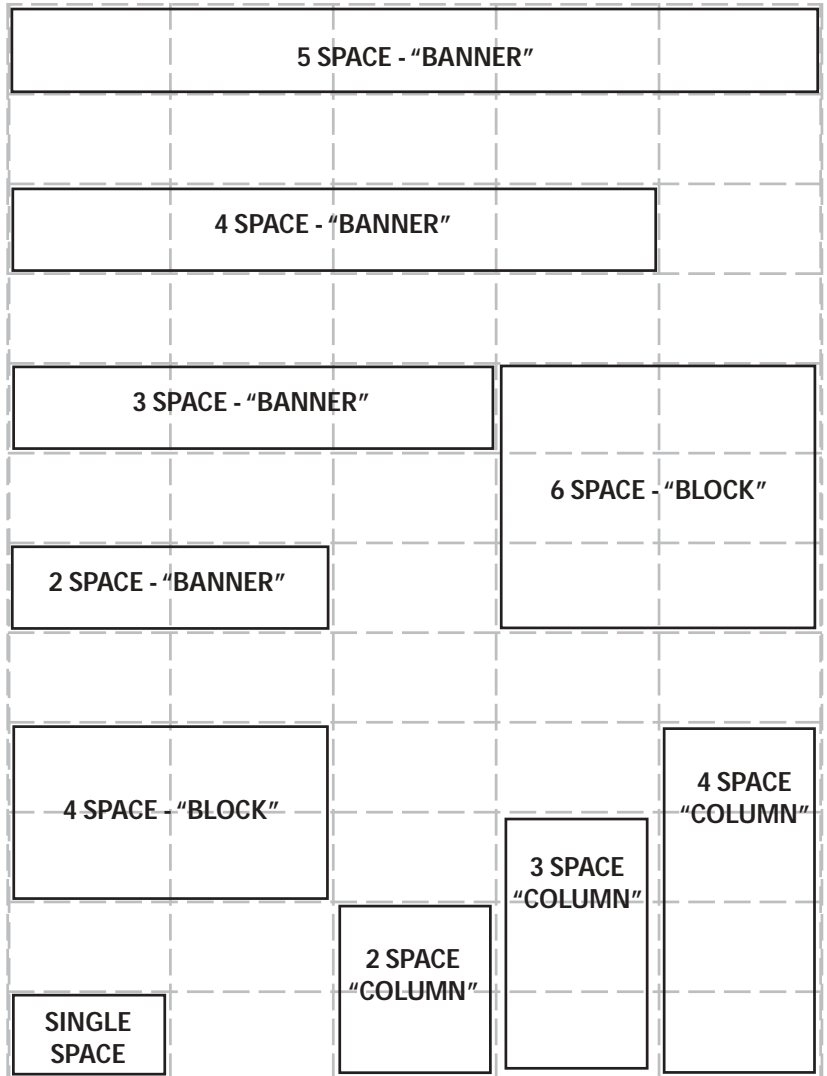 5 SPACE - “BANNER”
4 SPACE - “BANNER”
3 SPACE - “BANNER”
6 SPACE - “BLOCK”
2 SPACE - “BANNER”
4 SPACE - “BLOCK”
4 SPACE
“COLUMN”
3 SPACE
“COLUMN”
2 SPACE
“COLUMN”
SINGLE
SPACE